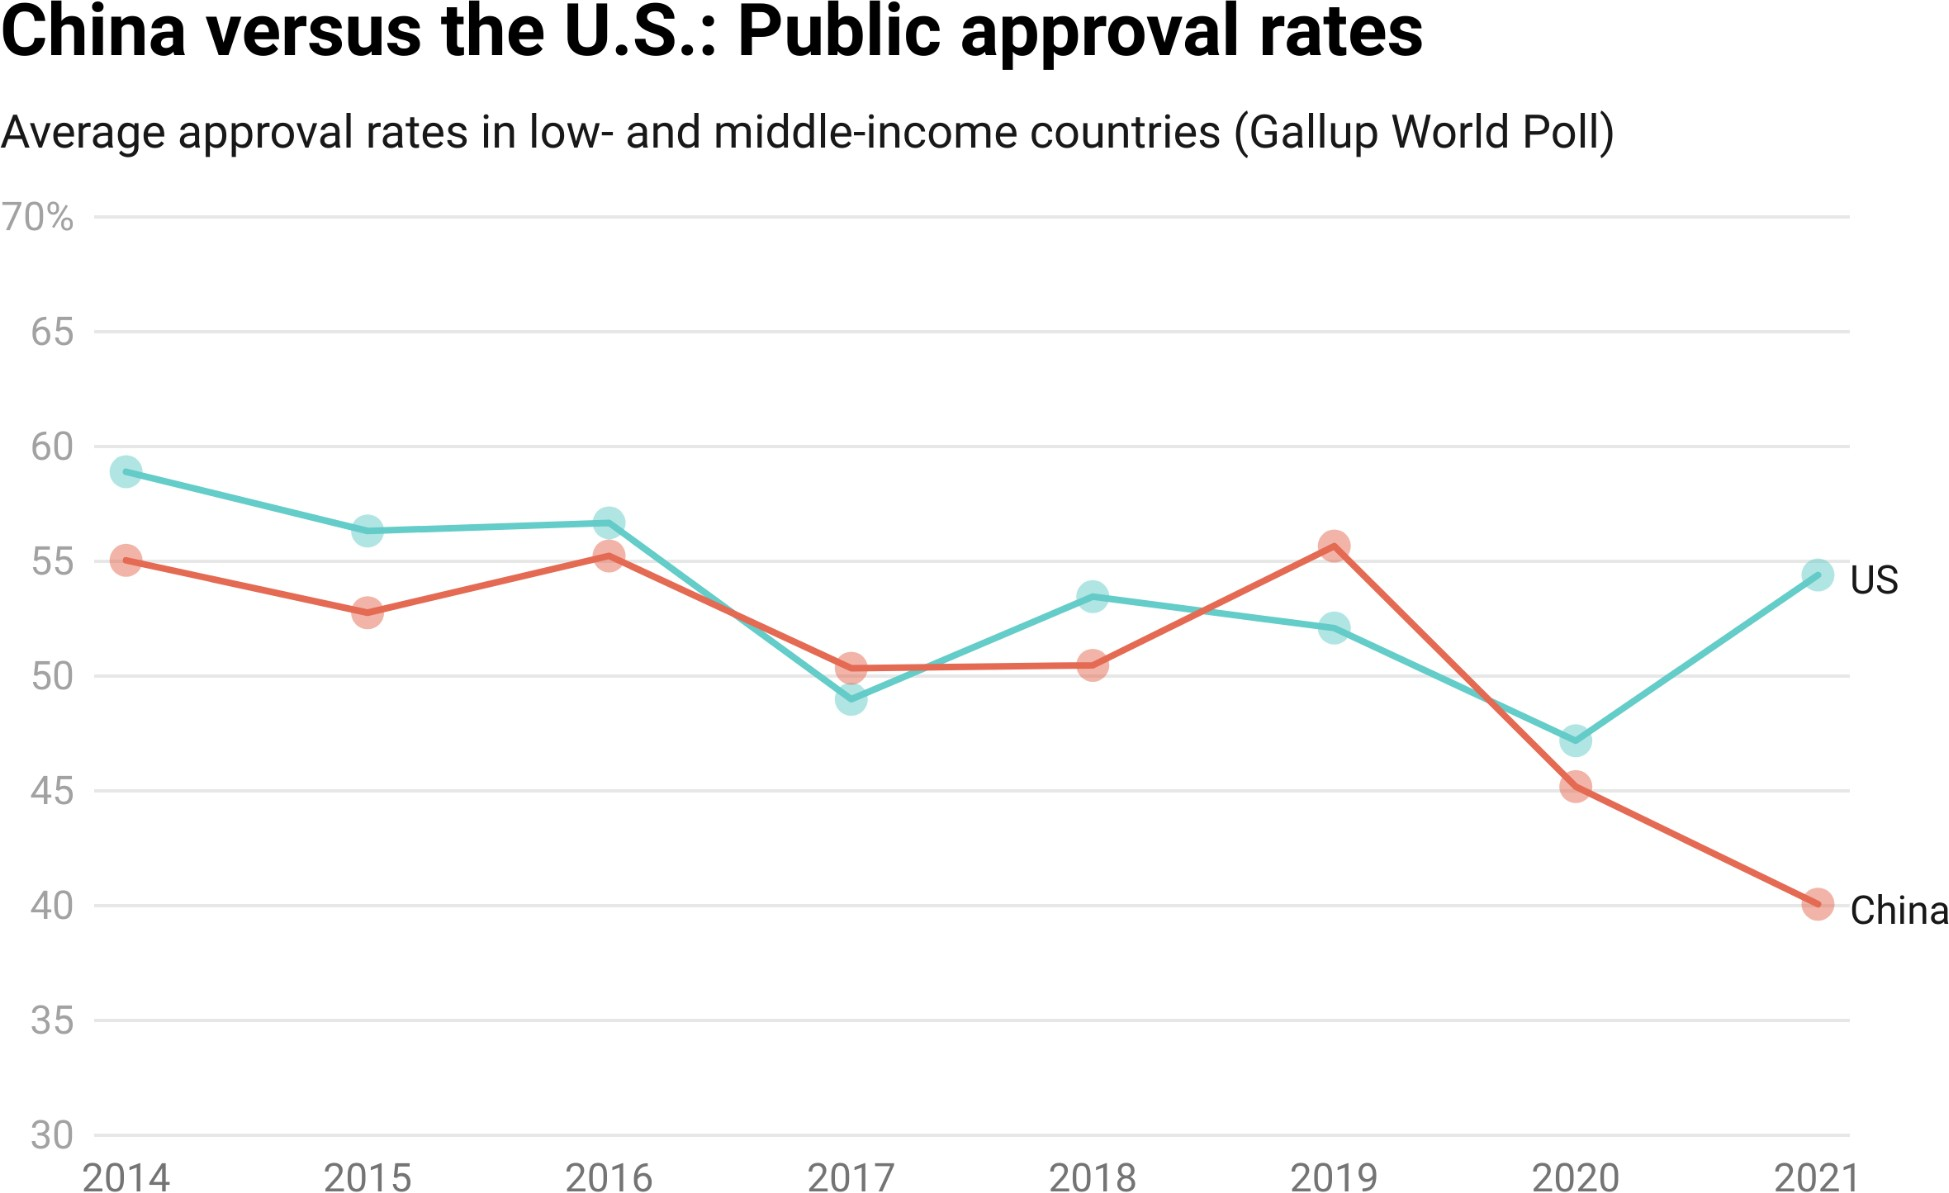 China versus the U.S.: Public approval rates
Average approval rates in low- and middle-income countries (Gallup World Poll)
70%
65
60
55
50
45
40
35
30
US
China
2014 2015 2016 2017 2018 2019 2020 2021